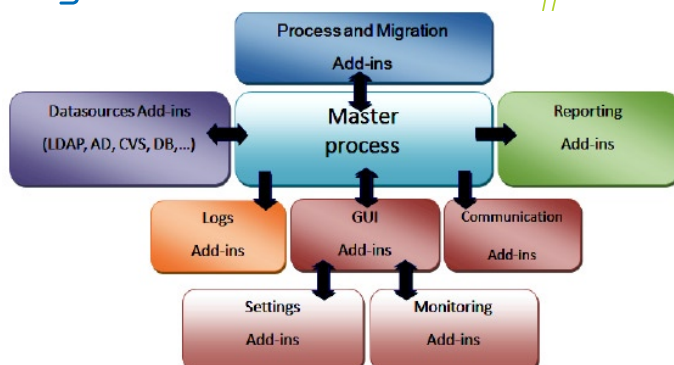 Process and Migration
Add-ins
Datasources Add-ins
(LDAP, AD, CVS, DB,...)
Master
process
Reporting
Add-ins
Logs
Add-ins
GUI
Add-ins
Communication
Add-ins
Settings
Add-ins
Monitoring
Add-ins